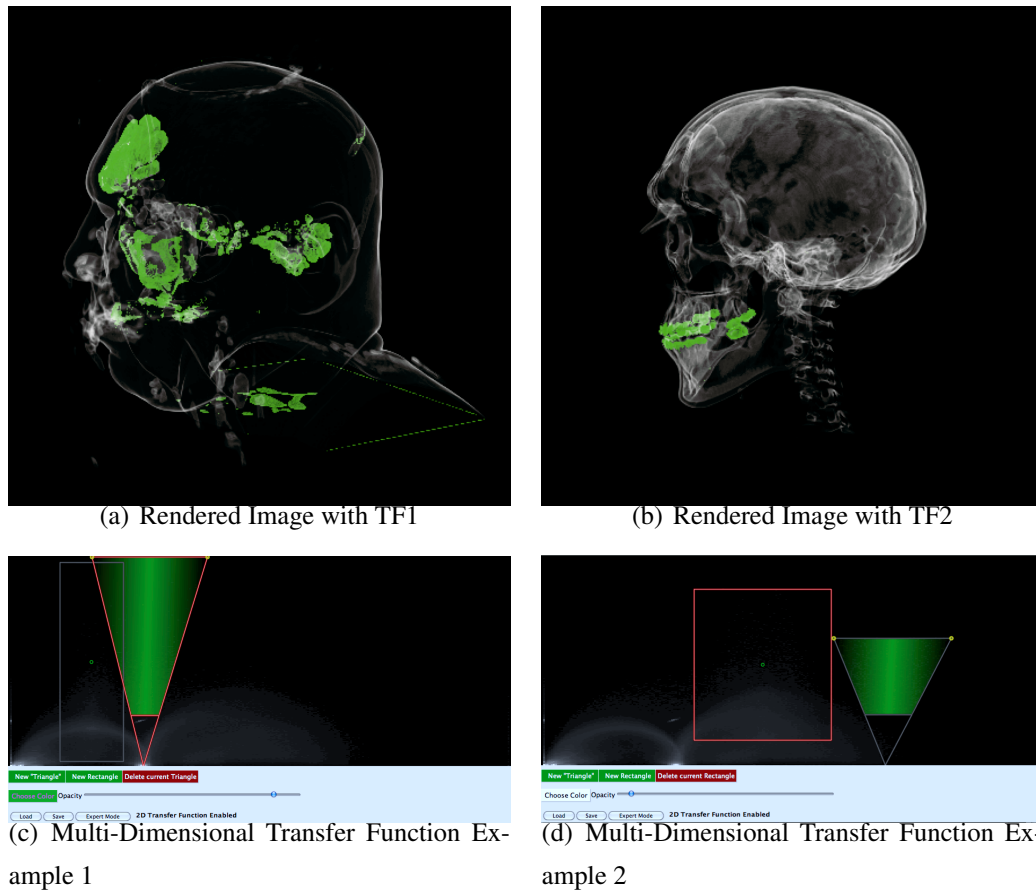 (a) Rendered Image with TF1
(b) Rendered Image with TF2
New "Triangle" New Rectangle Delete current Triangle
Choose Color Opacity
Load Save Expert Mode 2D Transfer Function Enabled
New "Triangle" New Rectangle Delete current Rectangle
Choose Color Opacity
Load Save Expert Mode 2D Transfer Function Enabled
(c) Multi-Dimensional Transfer Function Ex-
ample 1
(d) Multi-Dimensional Transfer Function Ex-
ample 2